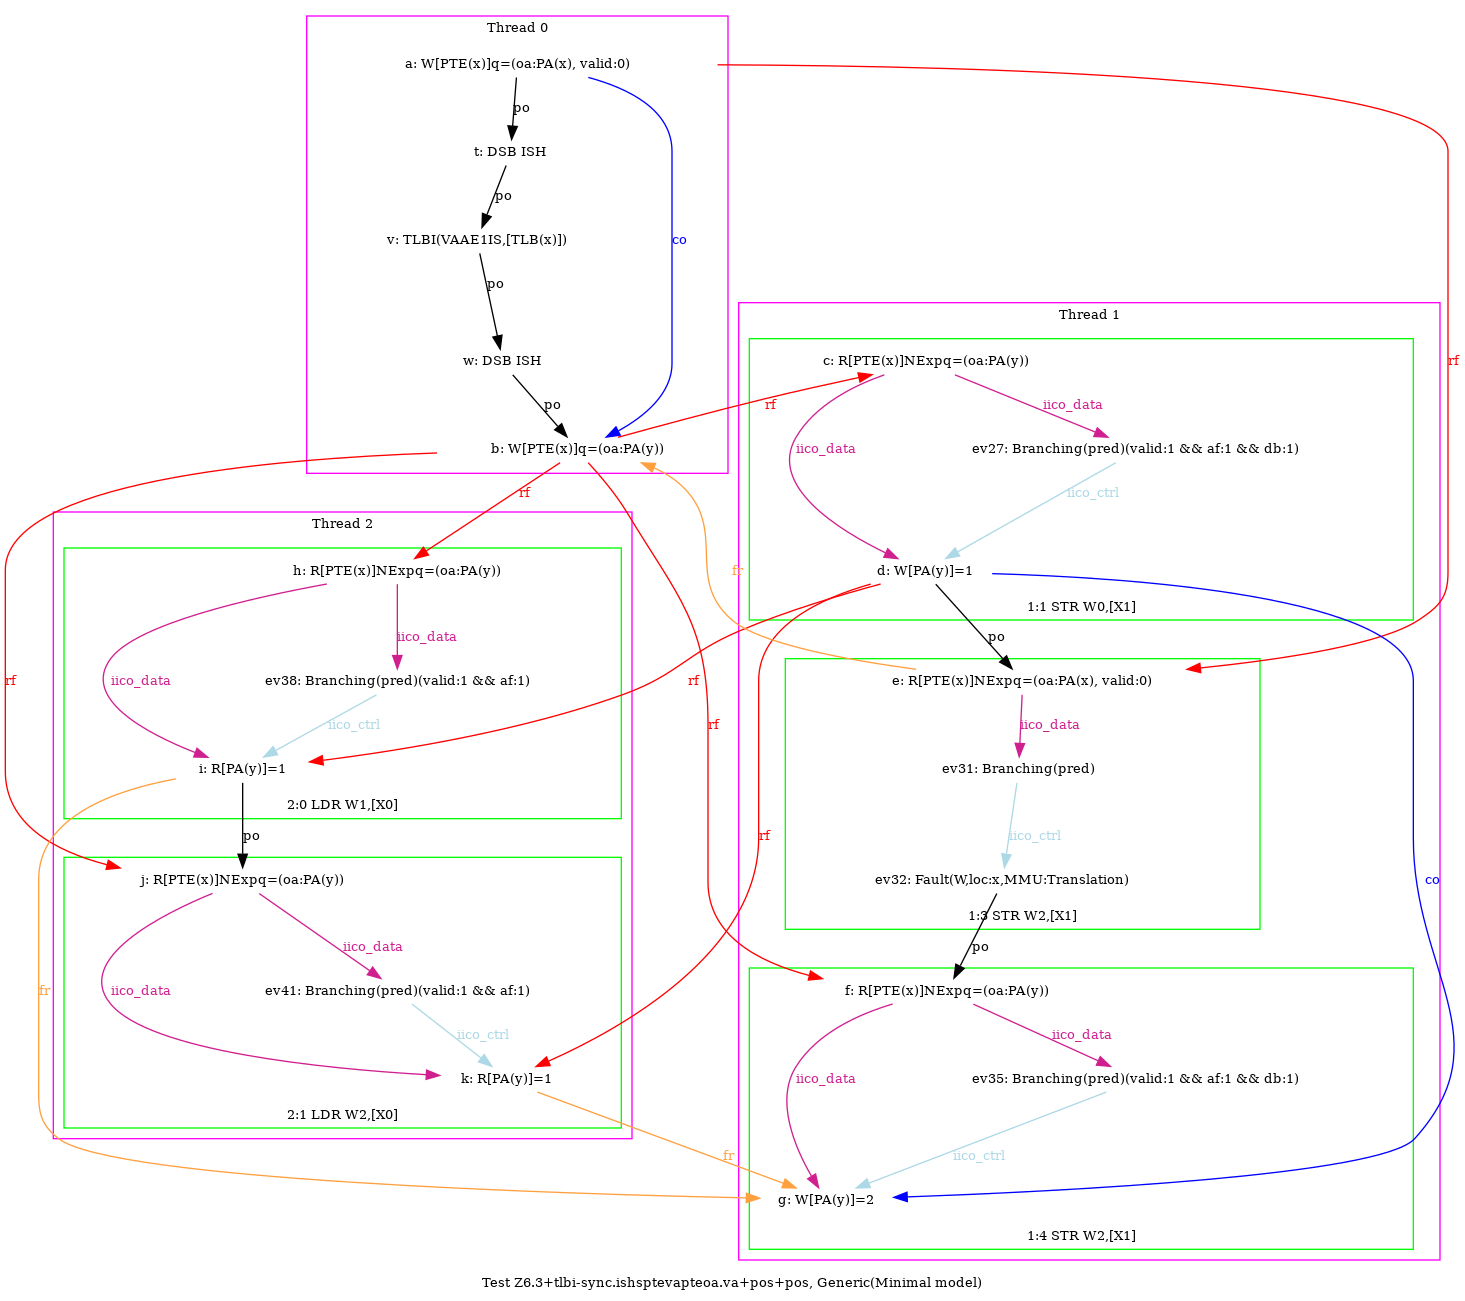 Thread 0
a: W[PTE(x)]q=(oa:PA(x), valid:0)
po
t: DSB ISH
po
v: TLBI(VAAE1IS,[TLB(x)])
co
po
w: DSB ISH
po
b: W[PTE(x)]q=(oa:PA(y))
rf
rf
Thread 1
c: R[PTE(x)]NExpq=(oa:PA(y))
iico_data
iico_data
ev27: Branching(pred)(valid:1 && af:1 && db:1)
iico_ctrl
d: W[PA(y)]=1
1:1 STR W0,[X1]
rf
fr
po
Thread 2
h: R[PTE(x)]NExpq=(oa:PA(y))
iico_data
iico_data
ev38: Branching(pred)(valid:1 && af:1)
iico_ctrl
i: R[PA(y)]=1
2:0 LDR W1,[X0]
rf
rf
rf
e: R[PTE(x)]NExpq=(oa:PA(x), valid:0)
iico_data
ev31: Branching(pred)
iico_ctrl
ev32: Fault(W,loc:x,MMU:Translation)
1:3 STR W2,[X1]
po
rf
po
co
j: R[PTE(x)]NExpq=(oa:PA(y))
iico_data
iico_data
ev41: Branching(pred)(valid:1 && af:1)
iico_ctrl
k: R[PA(y)]=1
2:1 LDR W2,[X0]
fr
fr
f: R[PTE(x)]NExpq=(oa:PA(y))
iico_data
iico_data
ev35: Branching(pred)(valid:1 && af:1 && db:1)
iico_ctrl
g: W[PA(y)]=2
1:4 STR W2,[X1]
Test Z6.3+tlbi-sync.ishsptevapteoa.va+pos+pos, Generic(Minimal model)